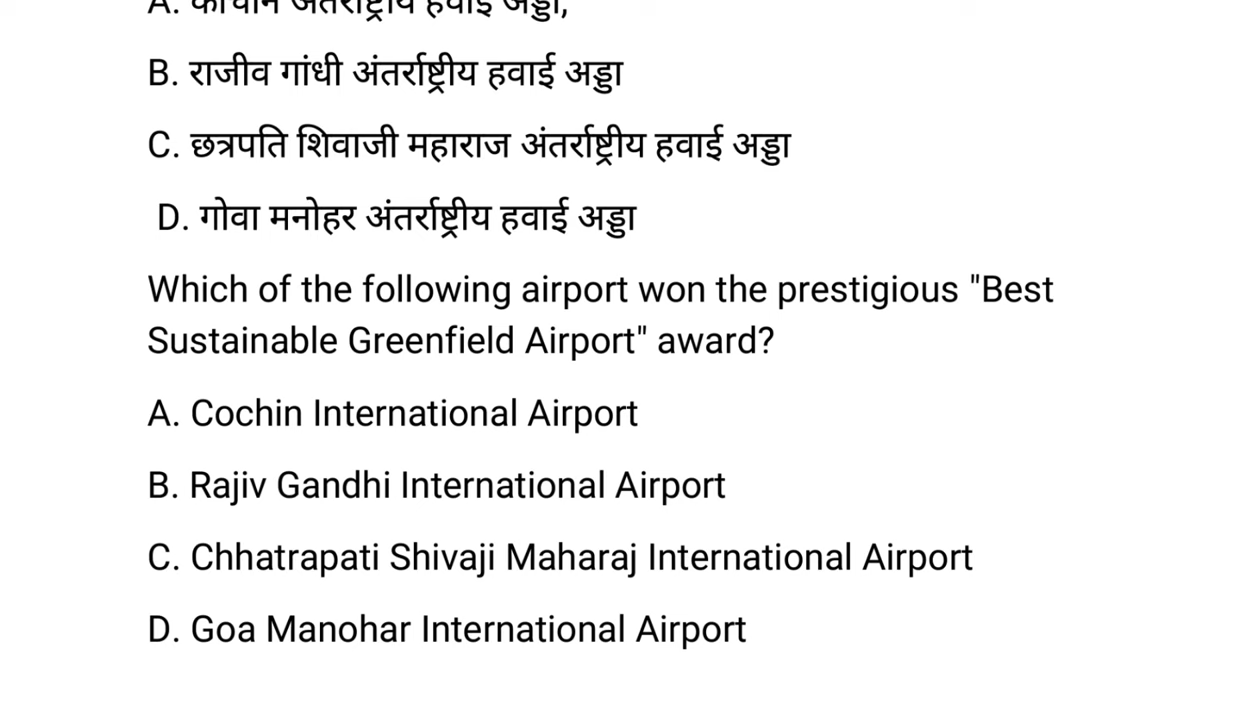 A. कोचीन अंतर्राष्ट्रीय हवाई अड्डा,
B. राजीव गांधी अंतर्राष्ट्रीय हवाई अड्डा
C. छत्रपति शिवाजी महाराज अंतर्राष्ट्रीय हवाई अड्डा
D. गोवा मनोहर अंतर्राष्ट्रीय हवाई अड्डा
Which of the following airport won the prestigious "Best
Sustainable Greenfield Airport" award?
A. Cochin International Airport
B. Rajiv Gandhi International Airport
C. Chhatrapati Shivaji Maharaj International Airport
D. Goa Manohar International Airport